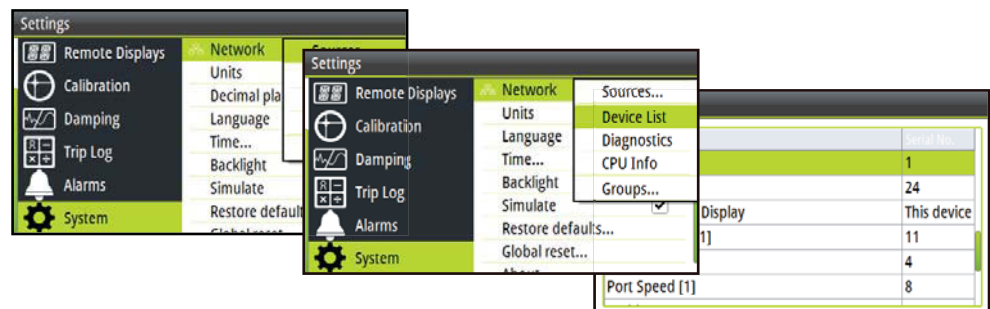 Settings
Remote Displays
Calibration
Damping
Trip Log
Alarms
System
Network
Units
Decimal pla
Language
Time...
Backlight
Simulate
Restore default
Settings
Remote Displays
Calibration
Damping
Trip Log
Alarms
System
Network
Units
Language
Time...
Backlight
Simulate
Restore defaults...
Global reset...
Sources...
Device List
Diagnostics
CPU Info
Groups...
Serial No.
1
24
Display This device
1] 11
4
Port Speed [1] 8